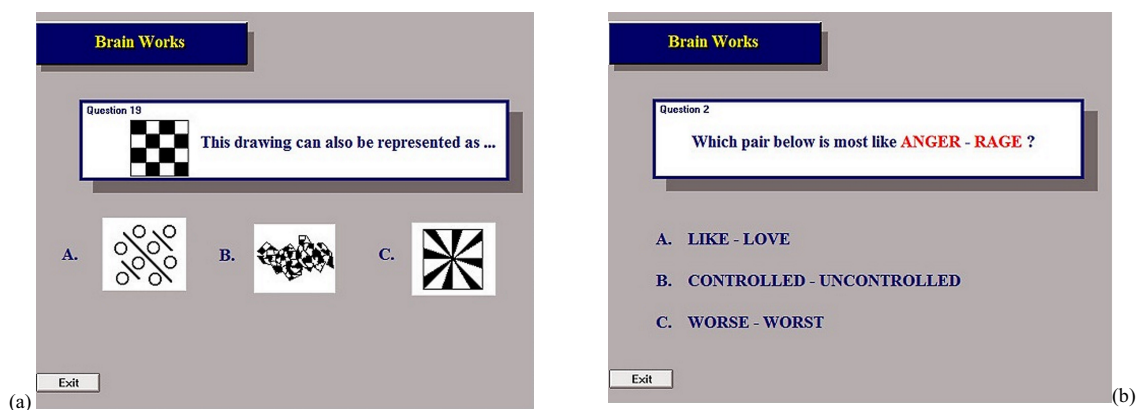 Brain Works
Question 19
This drawing can also be represented as ...
A. B. C.
Exit
(a)
Brain Works
Question 2
Which pair below is most like ANGER - RAGE ?
A. LIKE - LOVE
B. CONTROLLED - UNCONTROLLED
C. WORSE - WORST
Exit
(b)